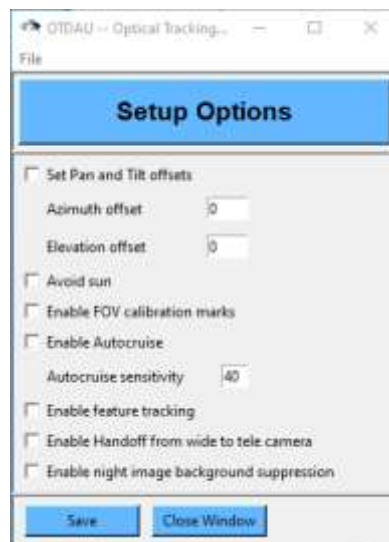 OTDAU -- Optical Tracking...
File
Setup Options
Set Pan and Tilt offsets
Azimuth offset 0
Elevation offset 0
Avoid sun
Enable FOV calibration marks
Enable Autocruise
Autocruise sensitivity 40
Enable feature tracking
Enable Handoff from wide to tele camera
Enable night image background suppression
Save Close Window